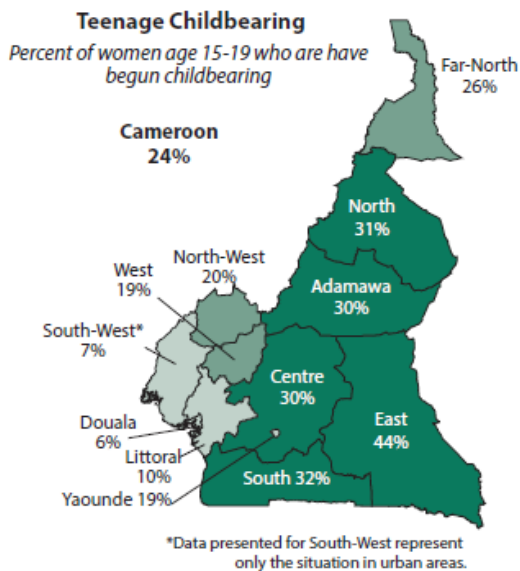 Teenage Childbearing
Percent of women age 15-19 who are have
begun childbearing
Cameroon
24%
Far-North
26%
North
31%
Adamawa
30%
North-West
20%
West
19%
South-West*
7%
Centre
30%
East
44%
Douala
6%
Littoral
10%
Yaounde 19%
South 32%
*Data presented for South-West represent
only the situation in urban areas.